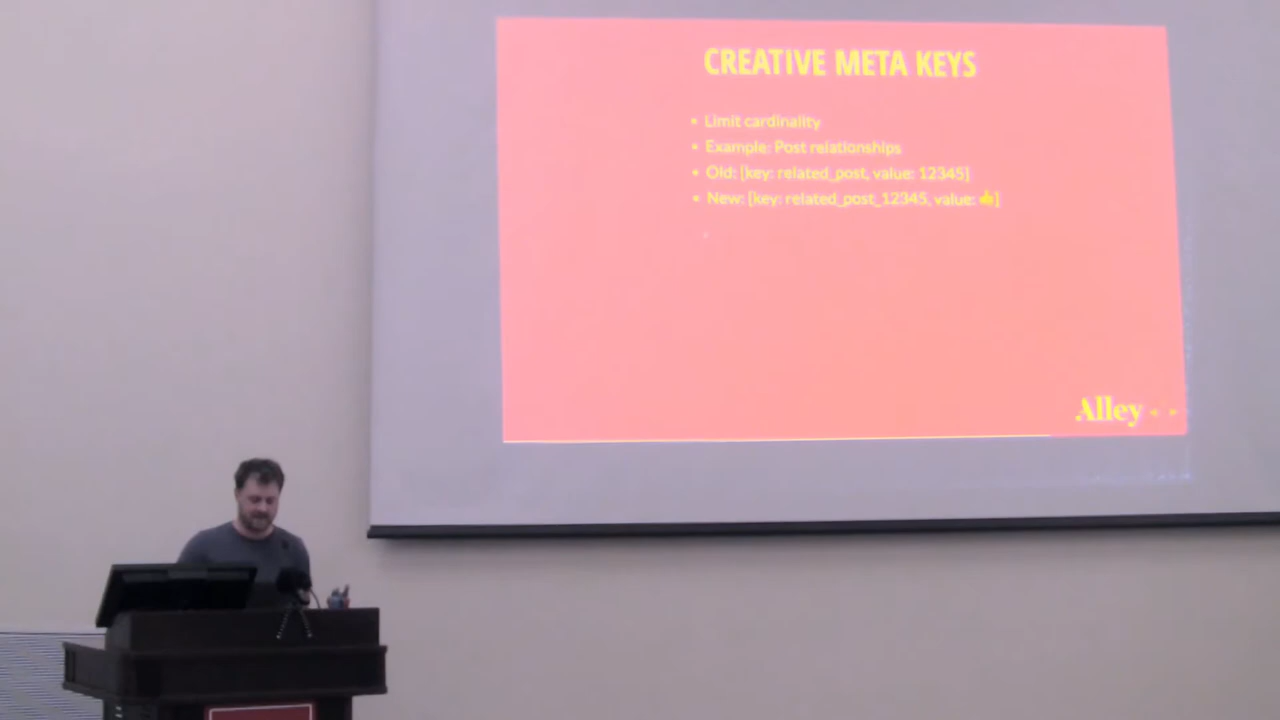 CREATIVE META KEYS
• Limit cardinality
• Example: Post relationships
• Old: [key: related_post, value: 12345]
• New: [key: related_post_12345, value: 👍]
Alley